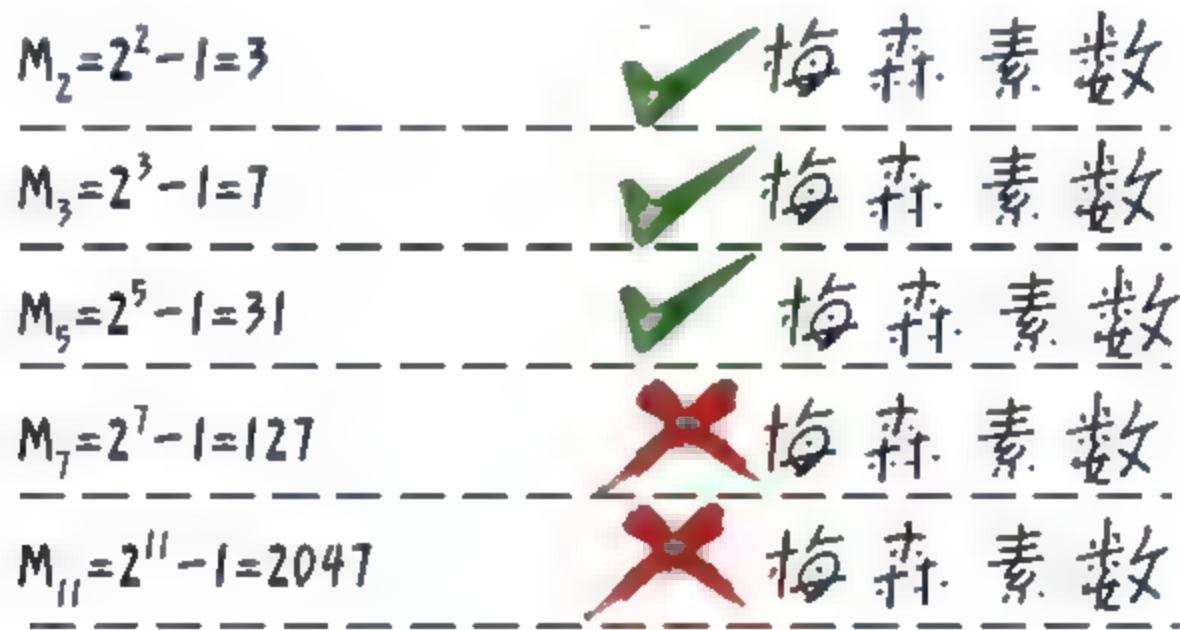 M₂=2²-1=3 ✓梅森素数
M₃=2³-1=7 ✓梅森素数
M₅=2⁵-1=31 ✓梅森素数
M₇=2⁷-1=127 ✗梅森素数
M₁₁=2¹¹-1=2047 ✗梅森素数